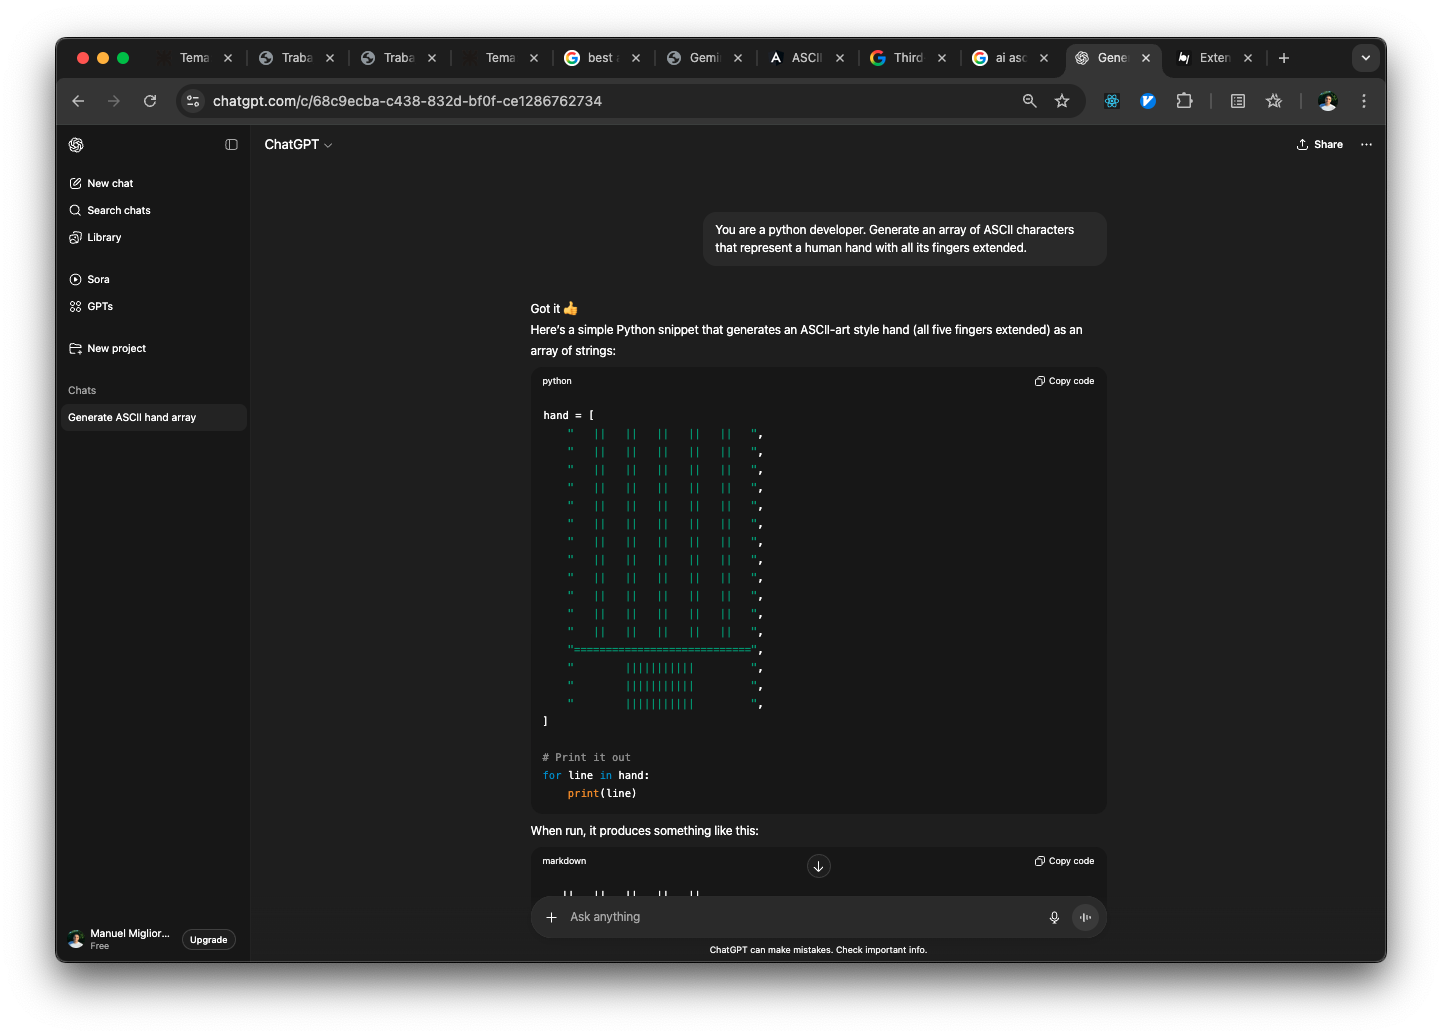 Tema
Traba
Traba
Tema
best a
Gemi
ASCII
Third
ai asc
Gene
Exten
chatgpt.com/c/68c9ecba-c438-832d-bf0f-ce1286762734
ChatGPT
Share
New chat
Search chats
Library
Sora
GPTs
New project
Chats
Generate ASCII hand array
Manuel Miglior...
Free
Upgrade
You are a python developer. Generate an array of ASCII characters
that represent a human hand with all its fingers extended.
Got it 👍
Here's a simple Python snippet that generates an ASCII-art style hand (all five fingers extended) as an
array of strings:
python
Copy code
hand = [
    "   ||   ||   ||   ||   ||   ",
    "   ||   ||   ||   ||   ||   ",
    "   ||   ||   ||   ||   ||   ",
    "   ||   ||   ||   ||   ||   ",
    "   ||   ||   ||   ||   ||   ",
    "   ||   ||   ||   ||   ||   ",
    "   ||   ||   ||   ||   ||   ",
    "   ||   ||   ||   ||   ||   ",
    "   ||   ||   ||   ||   ||   ",
    "   ||   ||   ||   ||   ||   ",
    "   ||   ||   ||   ||   ||   ",
    "   ||   ||   ||   ||   ||   ",
    "============================",
    "        |||||||||||         ",
    "        |||||||||||         ",
    "        |||||||||||         ",
]
# Print it out
for line in hand:
    print(line)
When run, it produces something like this:
markdown
Copy code
   ||   ||   ||   ||   ||
Ask anything
ChatGPT can make mistakes. Check important info.